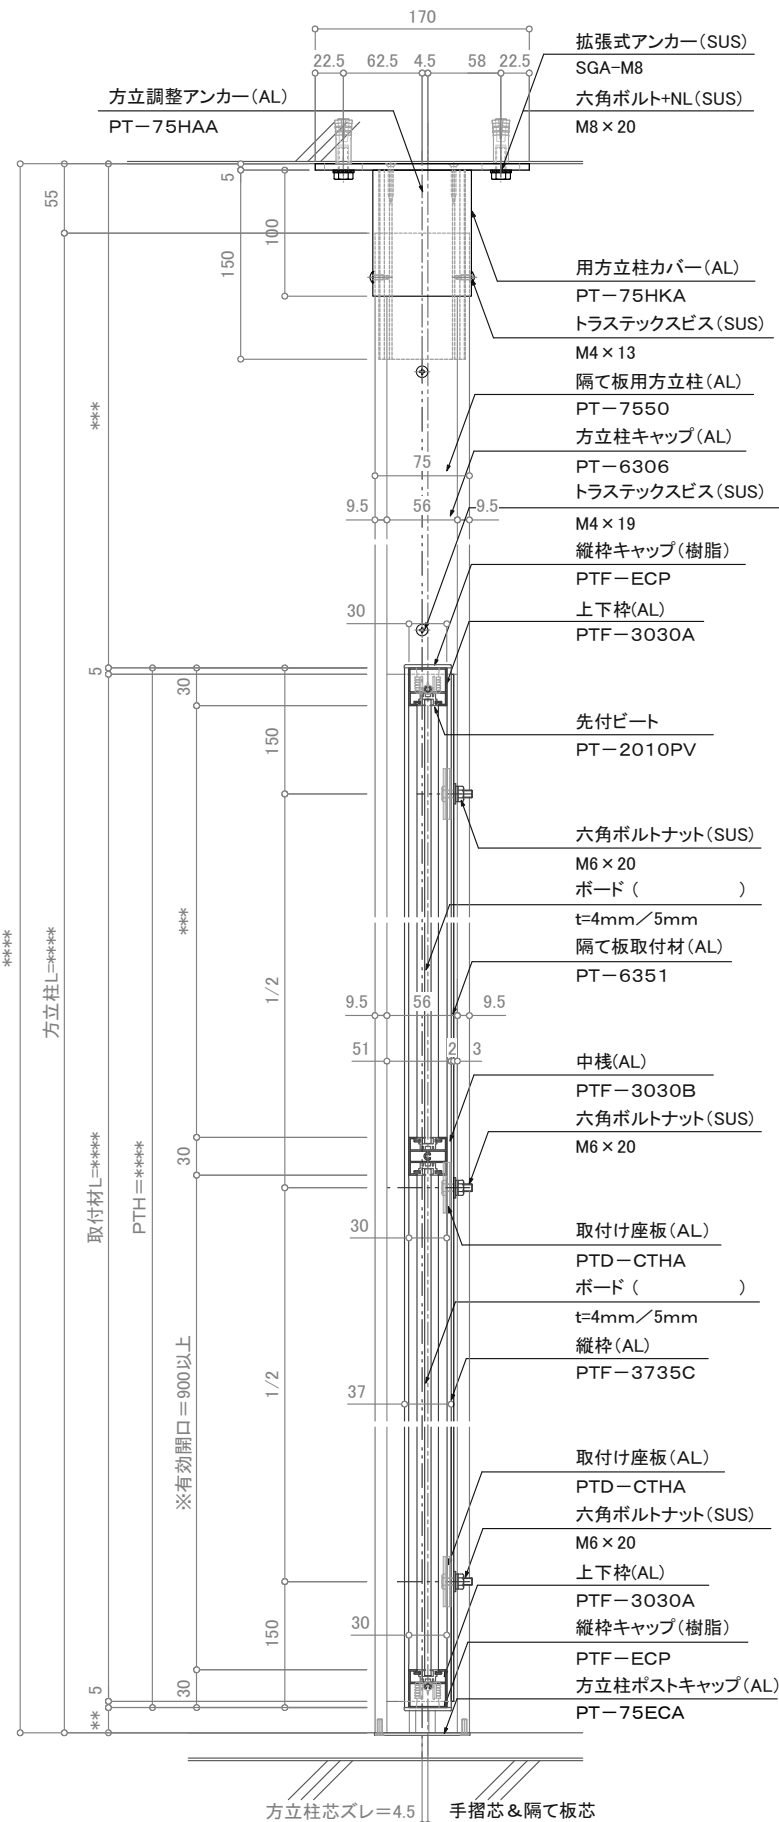 170
22.5
62.5
4.5
58
22.5
拡張式アンカー(SUS)
SGA-M8
方立調整アンカー(AL)
PT-75HAA
六角ボルト+NL(SUS)
M8×20
55
5
100
150
用方立柱カバー(AL)
PT-75HKA
トラステックスビス(SUS)
M4×13
隔て板用方立柱(AL)
PT-7550
***
方立柱キャップ(AL)
PT-6306
75
トラステックスビス(SUS)
M4×19
9.5
56
9.5
縦枠キャップ(樹脂)
PTF-ECP
30
上下枠(AL)
PTF-3030A
5
30
150
先付ビート
PT-2010PV
六角ボルトナット(SUS)
M6×20
ボード ( )
t=4mm/5mm
***
****
方立柱L=****
1/2
隔て板取付材(AL)
PT-6351
9.5
56
9.5
51
2
3
中桟(AL)
PTF-3030B
六角ボルトナット(SUS)
M6×20
30
取付材L=****
PTH=****
30
取付け座板(AL)
PTD-CTHA
ボード ( )
t=4mm/5mm
縦枠(AL)
PTF-3735C
37
1/2
※有効開口=900以上
取付け座板(AL)
PTD-CTHA
六角ボルトナット(SUS)
M6×20
上下枠(AL)
PTF-3030A
30
150
縦枠キャップ(樹脂)
PTF-ECP
方立柱ポストキャップ(AL)
PT-75ECA
5
30
**
方立柱芯ズレ=4.5
手摺芯&隔て板芯